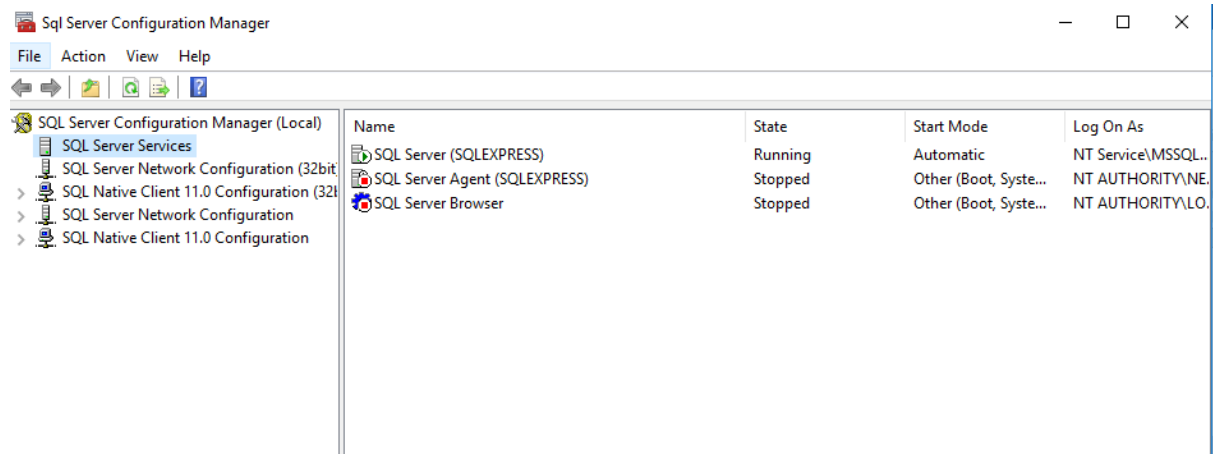 Sql Server Configuration Manager
File Action View Help
SQL Server Configuration Manager (Local)
SQL Server Services
SQL Server Network Configuration (32bit
SQL Native Client 11.0 Configuration (32b
SQL Server Network Configuration
SQL Native Client 11.0 Configuration
Name State Start Mode Log On As
SQL Server (SQLEXPRESS) Running Automatic NT Service\MSSQL...
SQL Server Agent (SQLEXPRESS) Stopped Other (Boot, Syste... NT AUTHORITY\NE...
SQL Server Browser Stopped Other (Boot, Syste... NT AUTHORITY\LO...